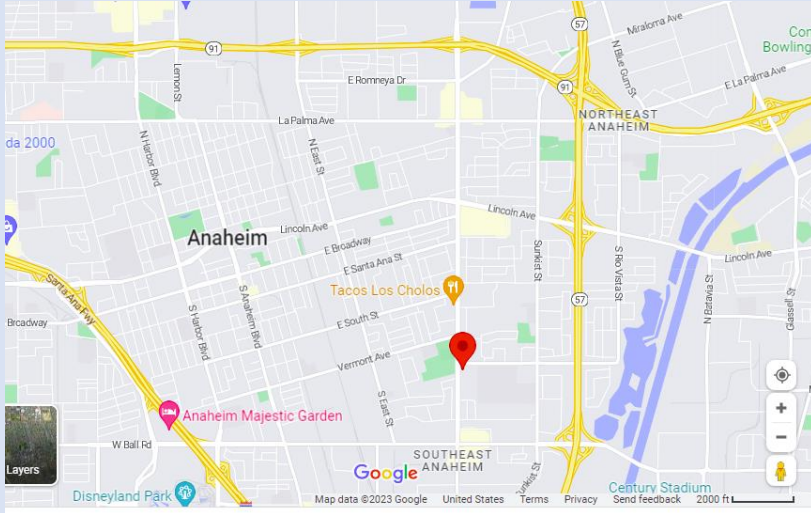 57
Miraloma Ave
Con
Bowling
N Blue Gum St
91
Lemon St
E Romneya Dr
E La Palma Ave
91
NORTHEAST
ANAHEIM
La Palma Ave
da 2000
N Harbor Blvd
N East St
Lincoln Ave
Lincoln Ave
Anaheim
E Broadway
Lincoln Ave
E Santa Ana St
Sunkist St
S Rio Vista St
Santa Ana Fwy
Tacos Los Cholos
57
N Batavia St
Glassell St
Broadway
S Harbor Blvd
S Anaheim Blvd
E South St
Vermont Ave
S East St
Anaheim Majestic Garden
W Ball Rd
SOUTHEAST
ANAHEIM
Layers
Google
unkist St
Disneyland Park
Century Stadium
Map data ©2023 Google United States Terms Privacy Send feedback 2000 ft